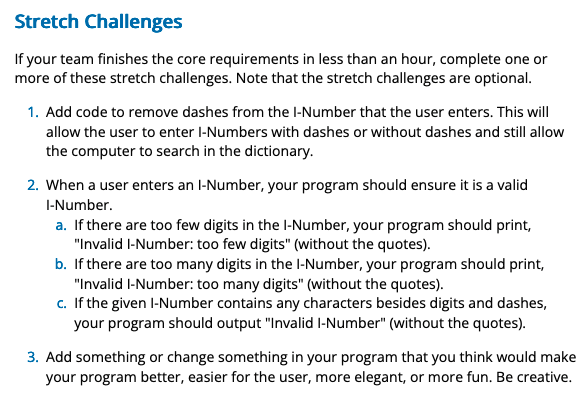 Stretch Challenges
If your team finishes the core requirements in less than an hour, complete one or
more of these stretch challenges. Note that the stretch challenges are optional.
1. Add code to remove dashes from the I-Number that the user enters. This will
allow the user to enter I-Numbers with dashes or without dashes and still allow
the computer to search in the dictionary.
2. When a user enters an I-Number, your program should ensure it is a valid
I-Number.
a. If there are too few digits in the I-Number, your program should print,
"Invalid I-Number: too few digits" (without the quotes).
b. If there are too many digits in the I-Number, your program should print,
"Invalid I-Number: too many digits" (without the quotes).
c. If the given I-Number contains any characters besides digits and dashes,
your program should output "Invalid I-Number" (without the quotes).
3. Add something or change something in your program that you think would make
your program better, easier for the user, more elegant, or more fun. Be creative.